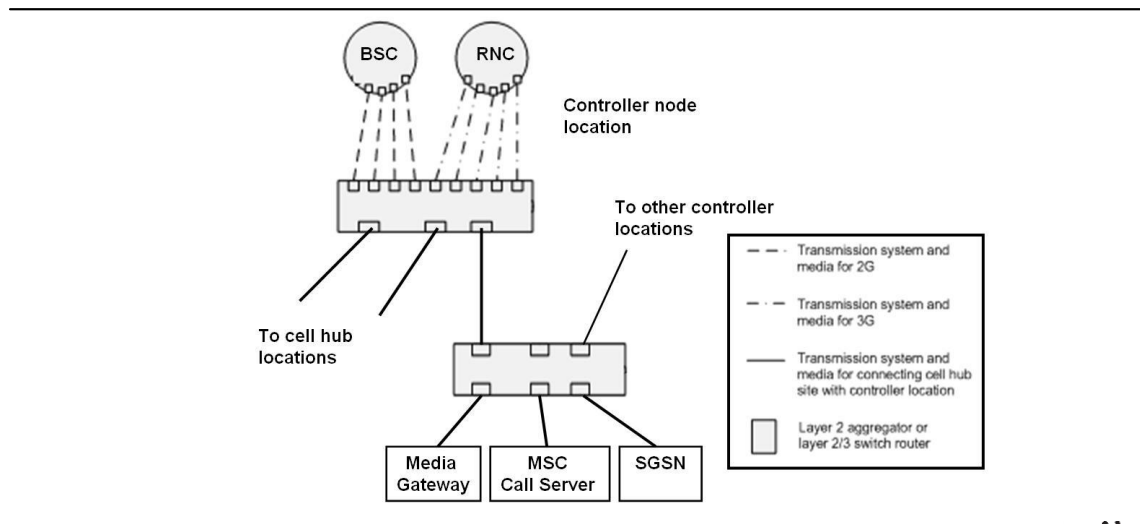 BSC
RNC
Controller node
location
To other controller
locations
To cell hub
locations
Transmission system and
media for 2G
Transmission system and
media for 3G
Transmission system and
media for connecting cell hub
site with controller location
Layer 2 aggregator or
layer 2/3 switch router
Media
Gateway
MSC
Call Server
SGSN